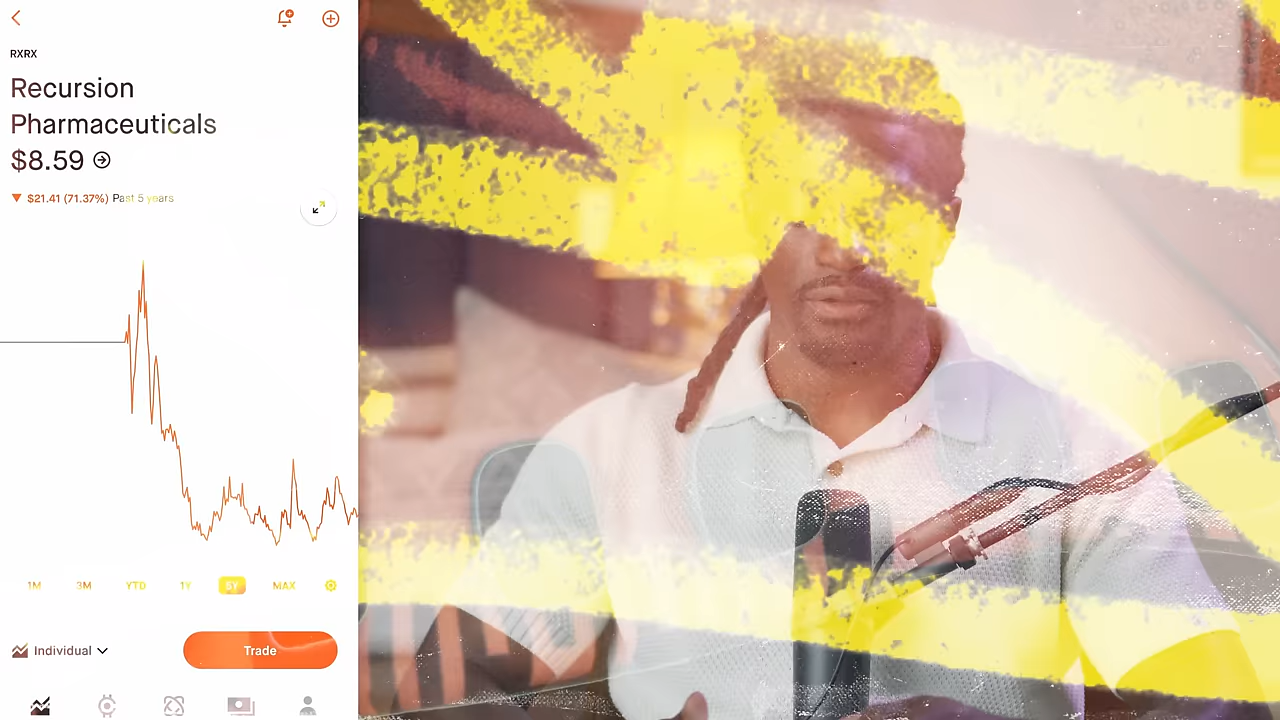 RXRX
Recursion
Pharmaceuticals
$8.59
$21.41 (71.37%) Past 5 years
1M 3M YTD 1Y 5Y MAX
Individual
Trade